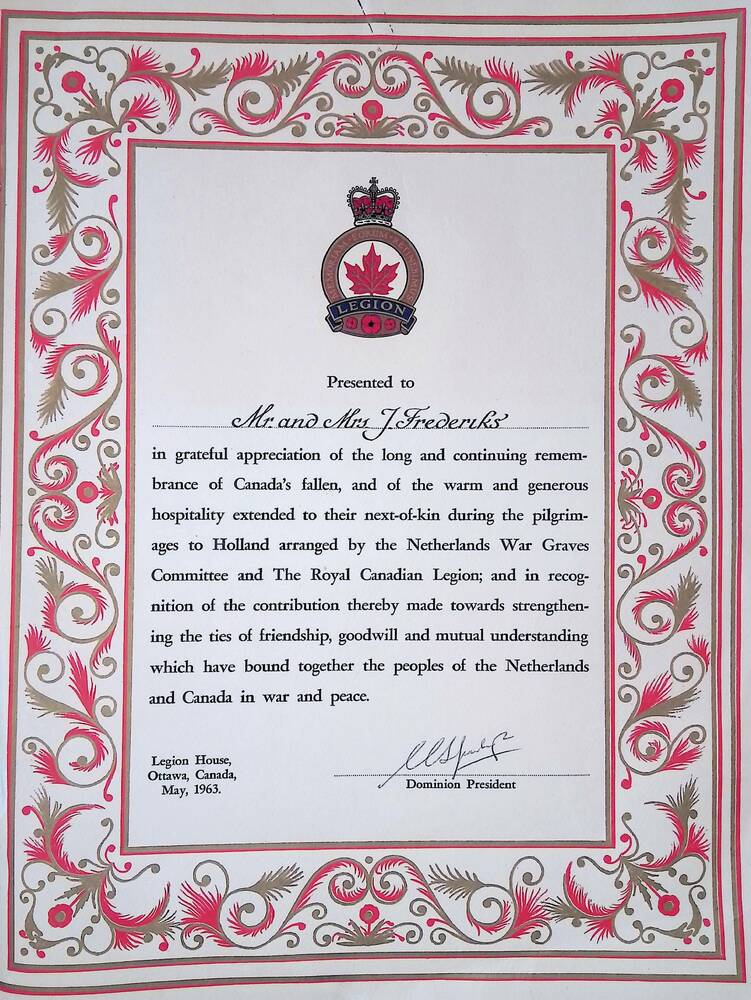 LEGION
Presented to
Mr. and Mrs J. Frederiks
in grateful appreciation of the long and continuing remem-
brance of Canada's fallen, and of the warm and generous
hospitality extended to their next-of-kin during the pilgrim-
ages to Holland arranged by the Netherlands War Graves
Committee and The Royal Canadian Legion; and in recog-
nition of the contribution thereby made towards strengthen-
ing the ties of friendship, goodwill and mutual understanding
which have bound together the peoples of the Netherlands
and Canada in war and peace.
Legion House,
Ottawa, Canada,
May, 1963.
Dominion President